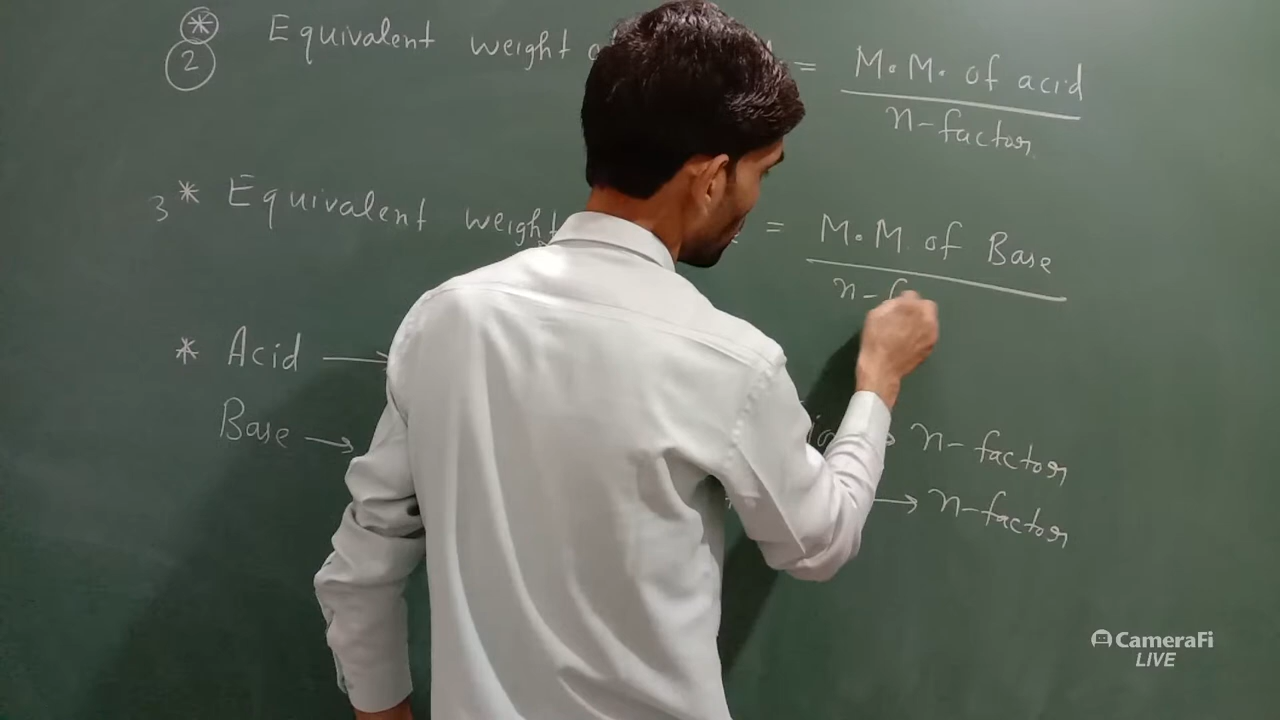 * Equivalent weight = M.M. of acid
2 n-factor
3 * Equivalent weight = M.M. of Base
n-f
* Acid →
Base → → n-factor
→ n-factor
CameraFi
LIVE